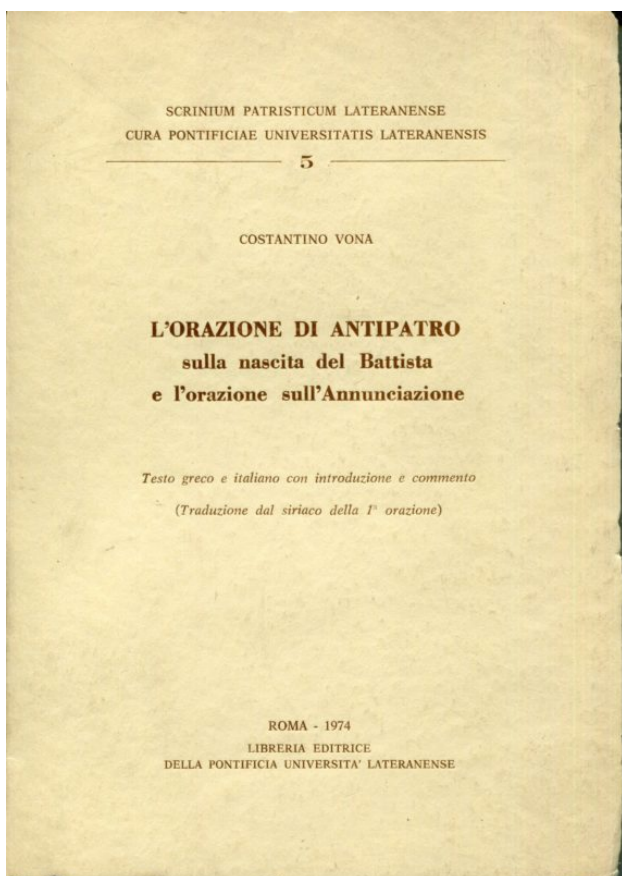 SCRINIUM PATRISTICUM LATERANENSE
CURA PONTIFICIAE UNIVERSITATIS LATERANENSIS
5
COSTANTINO VONA
L'ORAZIONE DI ANTIPATRO
sulla nascita del Battista
e l'orazione sull'Annunciazione
Testo greco e italiano con introduzione e commento
(Traduzione dal siriaco della 1ª orazione)
ROMA - 1974
LIBRERIA EDITRICE
DELLA PONTIFICIA UNIVERSITA' LATERANENSE